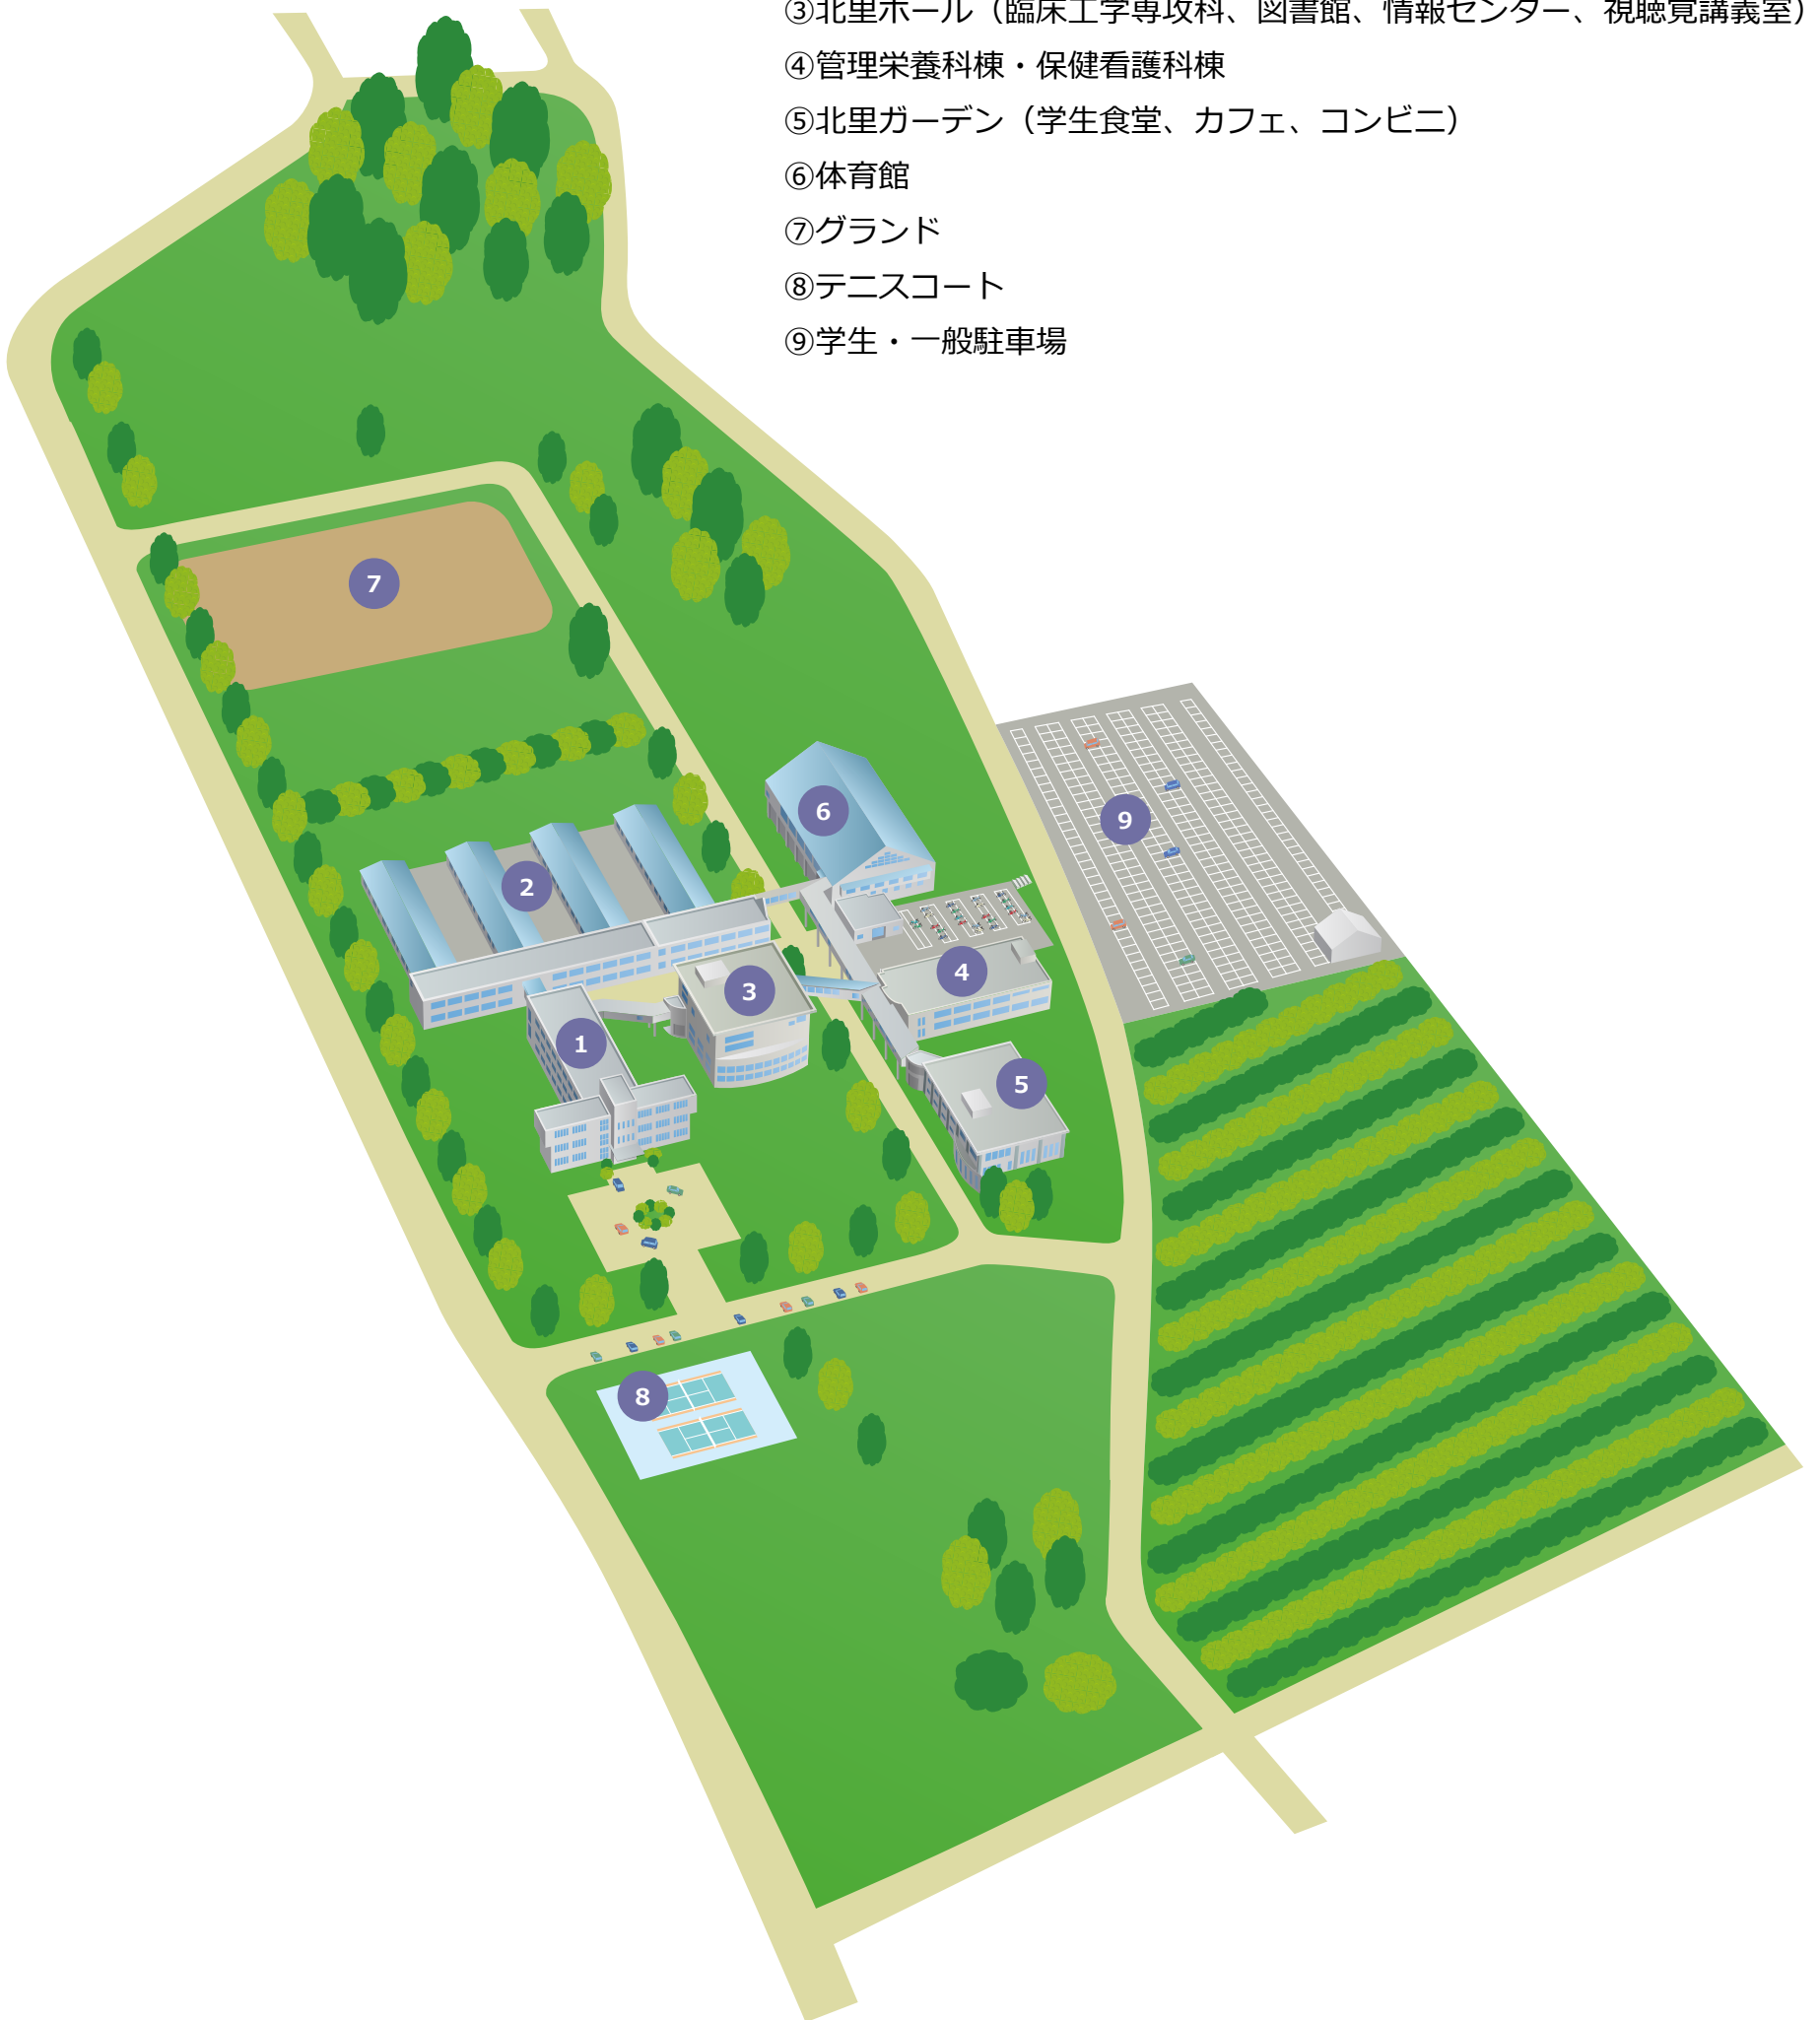 ③北里ホール（臨床工学専攻科、図書館、情報センター、視聴覚講義室）
④管理栄養科棟・保健看護科棟
⑤北里ガーデン（学生食堂、カフェ、コンビニ）
⑥体育館
⑦グランド
⑧テニスコート
⑨学生・一般駐車場
7
6
9
2
4
3
1
5
8